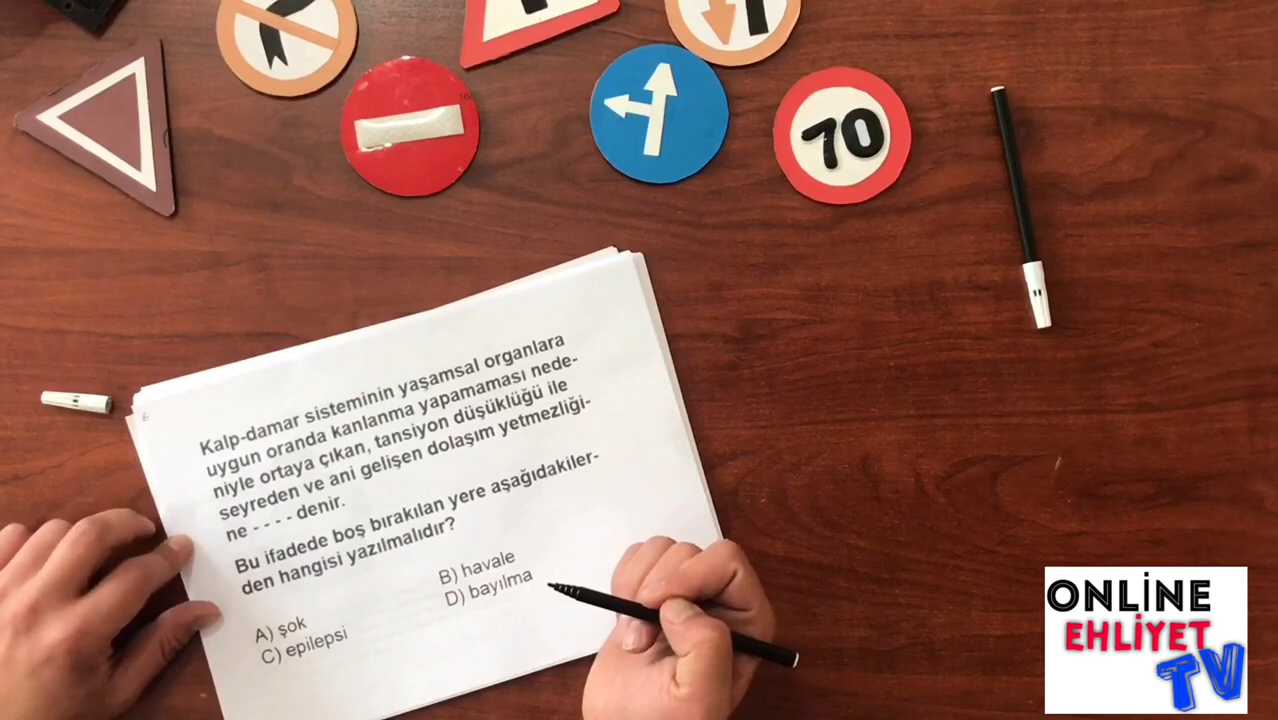 70
Kalp-damar sisteminin yaşamsal organlara
uygun oranda kanlanma yapamaması nede-
niyle ortaya çıkan, tansiyon düşüklüğü ile
seyreden ve ani gelişen dolaşım yetmezliği-
ne - - - - denir.
Bu ifadede boş bırakılan yere aşağıdakiler-
den hangisi yazılmalıdır?
A) şok
B) havale
C) epilepsi
D) bayılma
ONLİNE
EHLİYET
TV